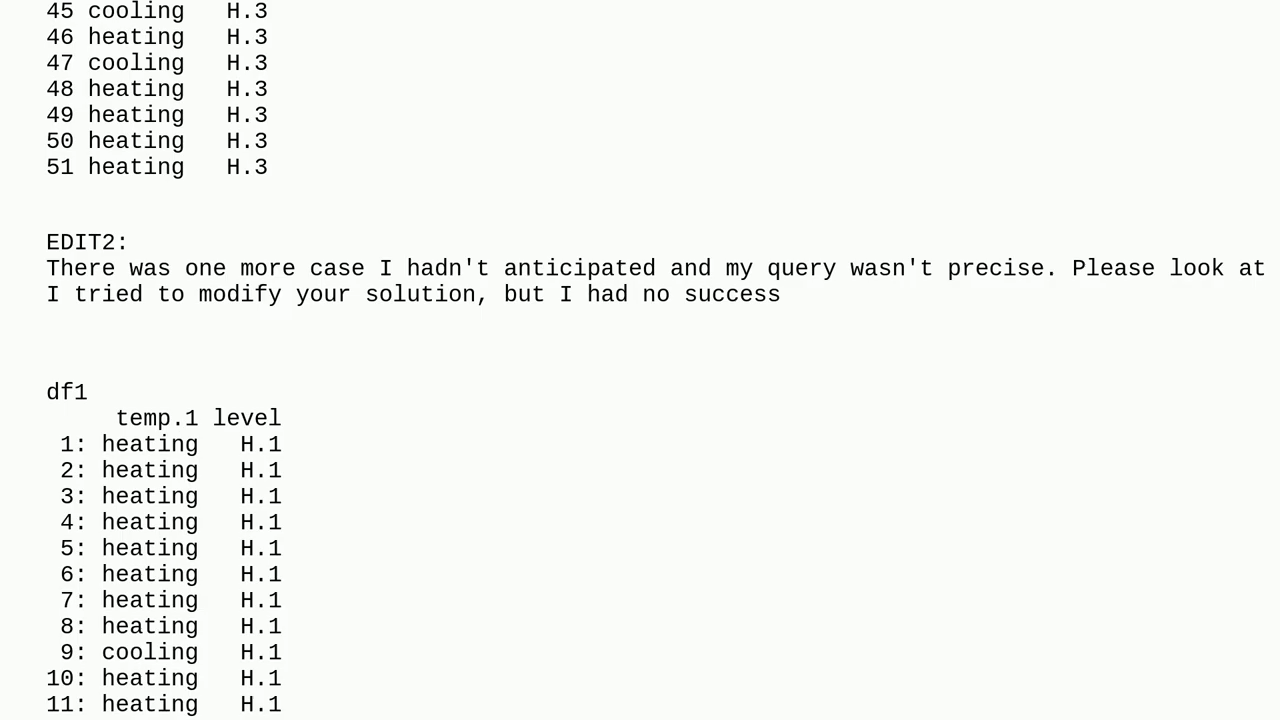 45 cooling   H.3
46 heating   H.3
47 cooling   H.3
48 heating   H.3
49 heating   H.3
50 heating   H.3
51 heating   H.3
EDIT2:
There was one more case I hadn't anticipated and my query wasn't precise. Please look at
I tried to modify your solution, but I had no success
df1
     temp.1 level
 1: heating   H.1
 2: heating   H.1
 3: heating   H.1
 4: heating   H.1
 5: heating   H.1
 6: heating   H.1
 7: heating   H.1
 8: heating   H.1
 9: cooling   H.1
10: heating   H.1
11: heating   H.1